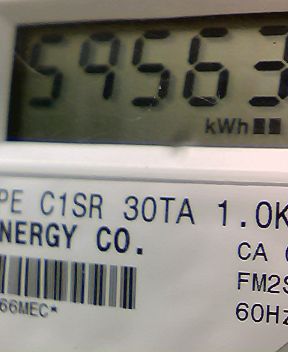 59563
kWh
PE C1SR 30TA 1.0K
NERGY CO.
CA
FM2S
66MEC*
60Hz